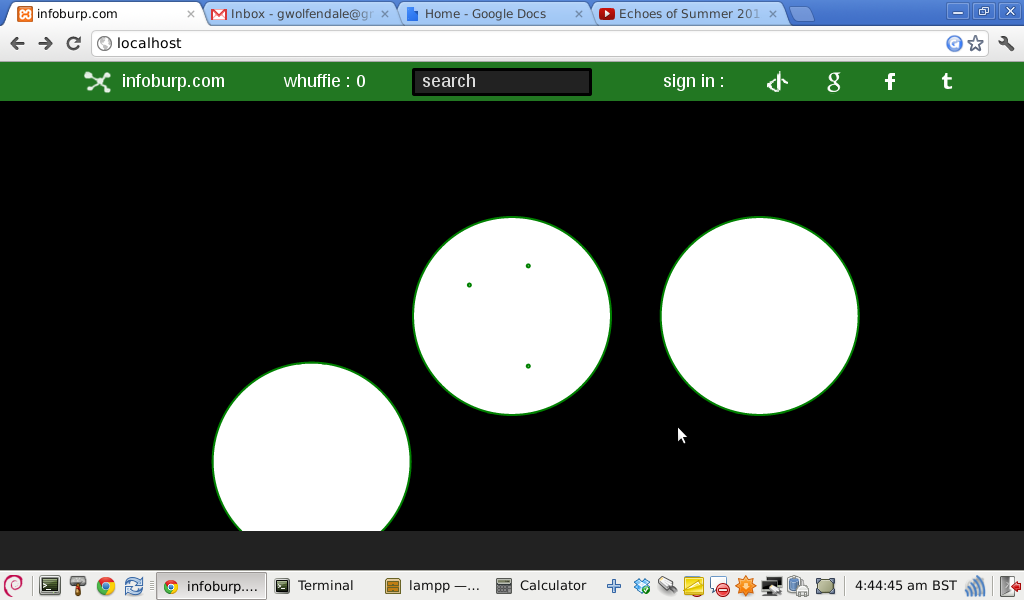 infoburp.com
Inbox - gwolfendale@gr
Home - Google Docs
Echoes of Summer 201
localhost
infoburp.com
whuffie : 0
search
sign in :
infoburp....
Terminal
lampp —...
Calculator
4:44:45 am BST